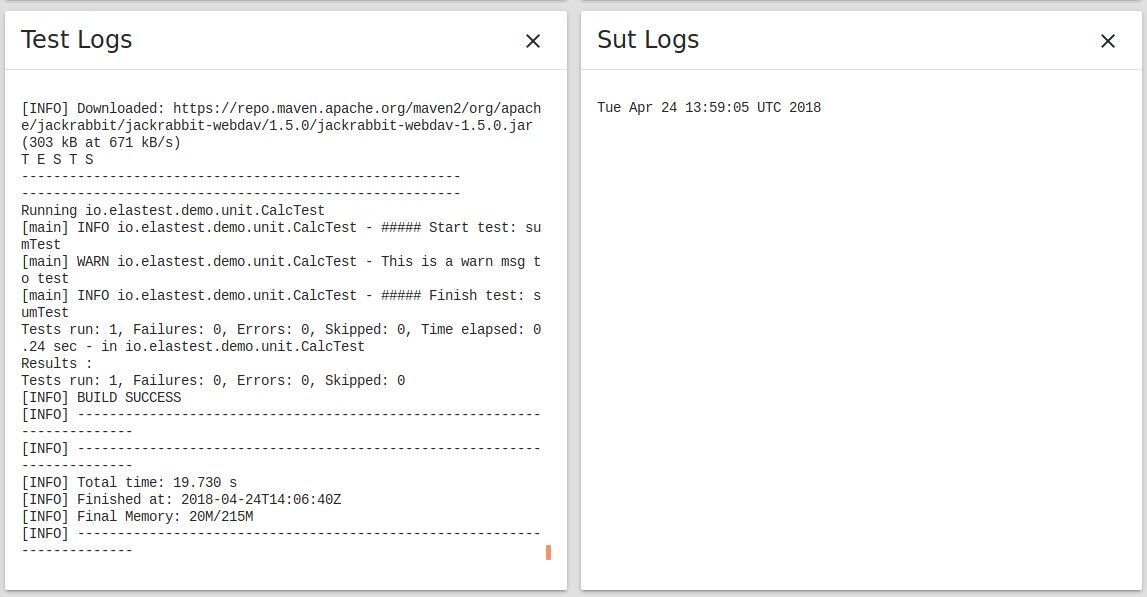 Test Logs
[INFO] Downloaded: https://repo.maven.apache.org/maven2/org/apach
e/jackrabbit/jackrabbit-webdav/1.5.0/jackrabbit-webdav-1.5.0.jar
(303 kB at 671 kB/s)
T E S T S
-------------------------------------------------------
-------------------------------------------------------
Running io.elastest.demo.unit.CalcTest
[main] INFO io.elastest.demo.unit.CalcTest - ##### Start test: su
mTest
[main] WARN io.elastest.demo.unit.CalcTest - This is a warn msg t
o test
[main] INFO io.elastest.demo.unit.CalcTest - ##### Finish test: s
umTest
Tests run: 1, Failures: 0, Errors: 0, Skipped: 0, Time elapsed: 0
.24 sec - in io.elastest.demo.unit.CalcTest
Results :
Tests run: 1, Failures: 0, Errors: 0, Skipped: 0
[INFO] BUILD SUCCESS
[INFO] ----------------------------------------------------------
--------------
[INFO] ----------------------------------------------------------
--------------
[INFO] Total time: 19.730 s
[INFO] Finished at: 2018-04-24T14:06:40Z
[INFO] Final Memory: 20M/215M
[INFO] ----------------------------------------------------------
--------------
Sut Logs
Tue Apr 24 13:59:05 UTC 2018